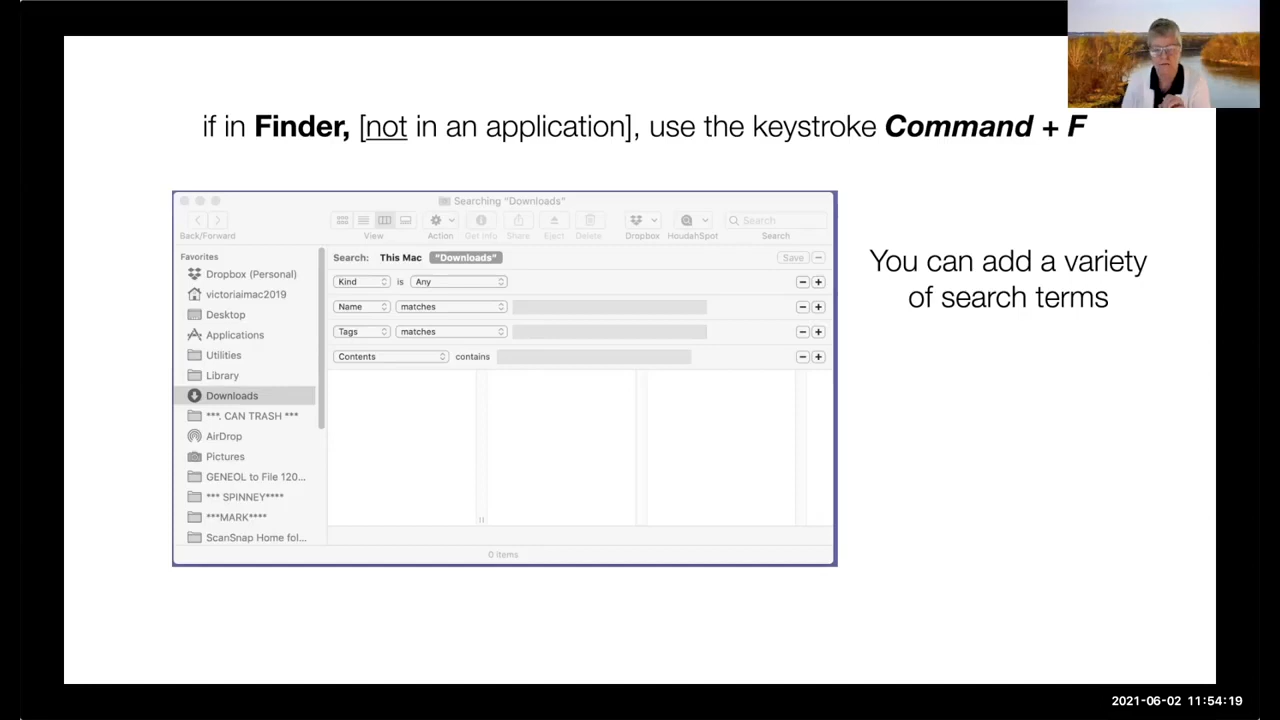 if in Finder, [not in an application], use the keystroke Command + F
Searching "Downloads"
Back/Forward
View
Action
Get Info
Share
Eject
Delete
Dropbox
HoudahSpot
Search
Search
Favorites
Dropbox (Personal)
victoriaimac2019
Desktop
Applications
Utilities
Library
Downloads
***. CAN TRASH ***
AirDrop
Pictures
GENEOL to File 120...
*** SPINNEY****
***MARK****
ScanSnap Home fol...
Search: This Mac "Downloads" Save
Kind is Any
Name matches
Tags matches
Contents contains
0 items
You can add a variety
of search terms
2021-06-02 11:54:19